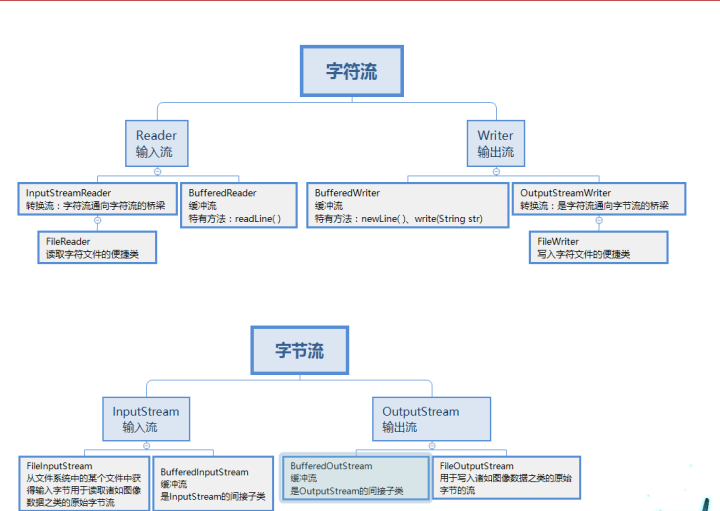 字符流
Reader
输入流
Writer
输出流
InputStreamReader
转换流：字符流通向字符流的桥梁
BufferedReader
缓冲流
特有方法：readLine( )
BufferedWriter
缓冲流
特有方法：newLine( )、write(String str)
OutputStreamWriter
转换流：是字符流通向字节流的桥梁
FileReader
读取字符文件的便捷类
FileWriter
写入字符文件的便捷类
字节流
InputStream
输入流
OutputStream
输出流
FileInputStream
从文件系统中的某个文件中获
得输入字节用于读取诸如图像
数据之类的原始字节流
BufferedInputStream
缓冲流
是InputStream的间接子类
BufferedOutStream
缓冲流
是OutputStream的间接子类
FileOutputStream
用于写入诸如图像数据之类的原始
字节的流